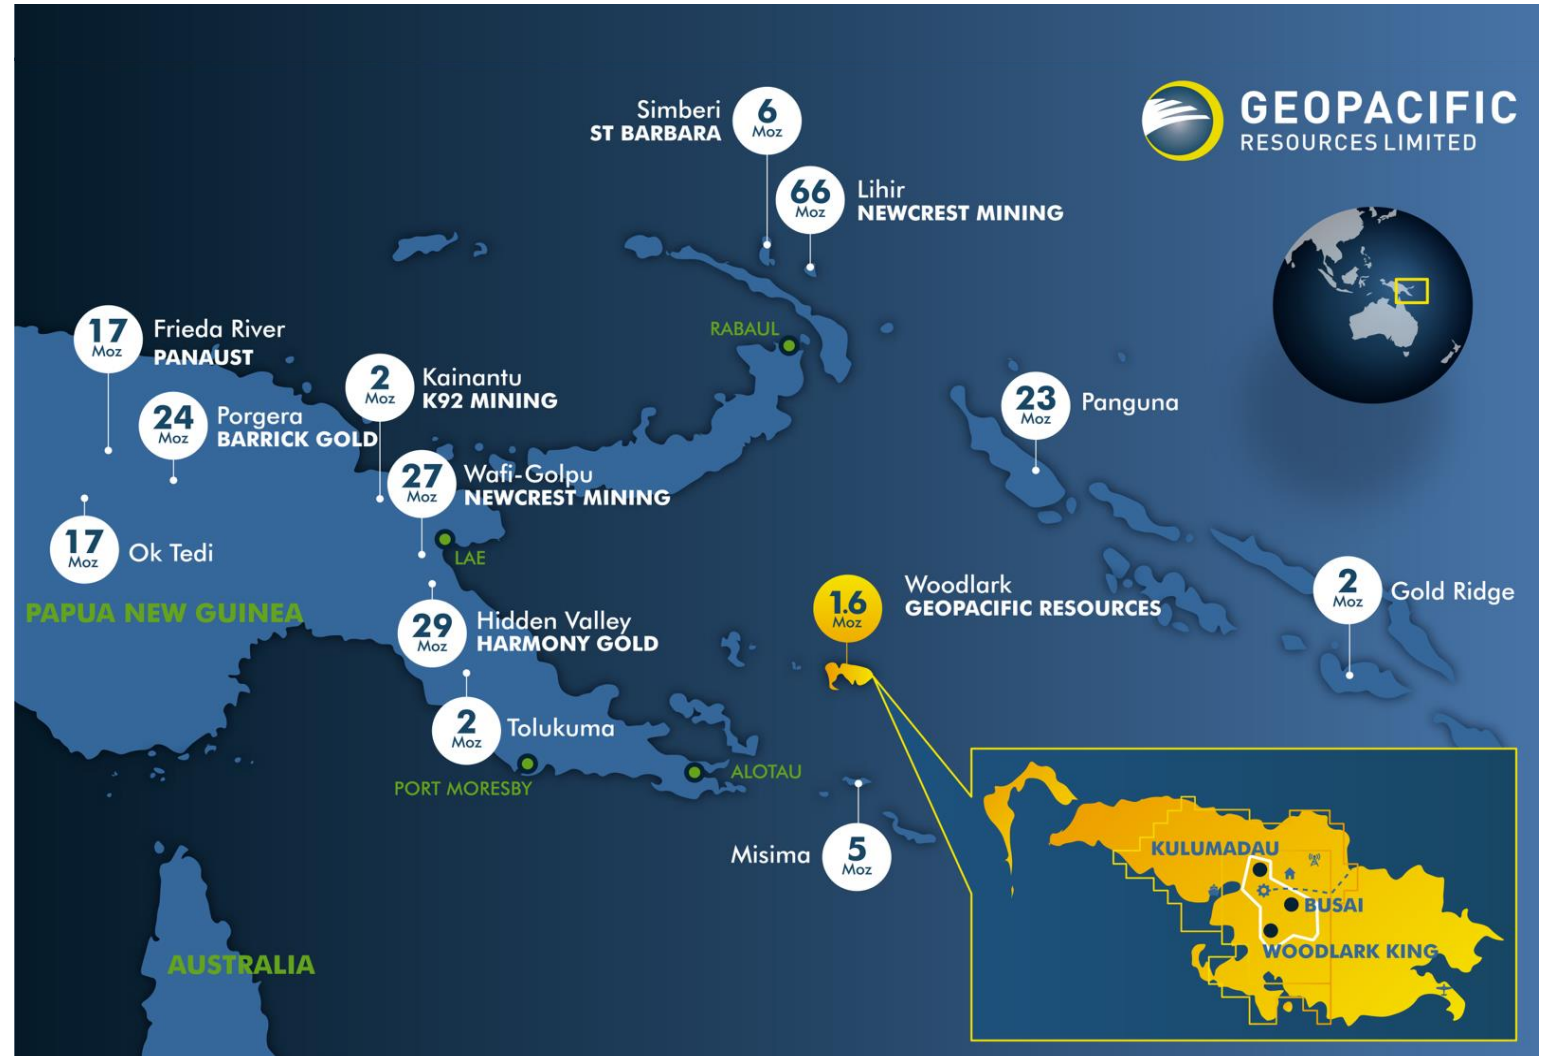 GEOPACIFIC
RESOURCES LIMITED
6
Moz
Simberi
ST BARBARA
66
Moz
Lihir
NEWCREST MINING
17
Moz
Frieda River
PANAUST
RABAUL
2
Moz
Kainantu
K92 MINING
24
Moz
Porgera
BARRICK GOLD
23
Moz
Panguna
27
Moz
Wafi-Golpu
NEWCREST MINING
17
Moz
Ok Tedi
LAE
PAPUA NEW GUINEA
1.6
Moz
Woodlark
GEOPACIFIC RESOURCES
2
Moz
Gold Ridge
29
Moz
Hidden Valley
HARMONY GOLD
2
Moz
Tolukuma
PORT MORESBY
ALOTAU
Misima
5
Moz
KULUMADAU
BUSAI
WOODLARK KING
AUSTRALIA